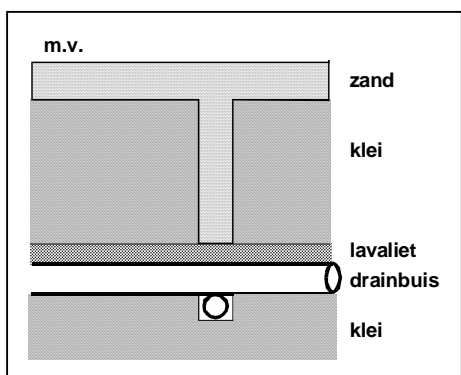 m.v.
zand
klei
lavaliet
drainbuis
klei